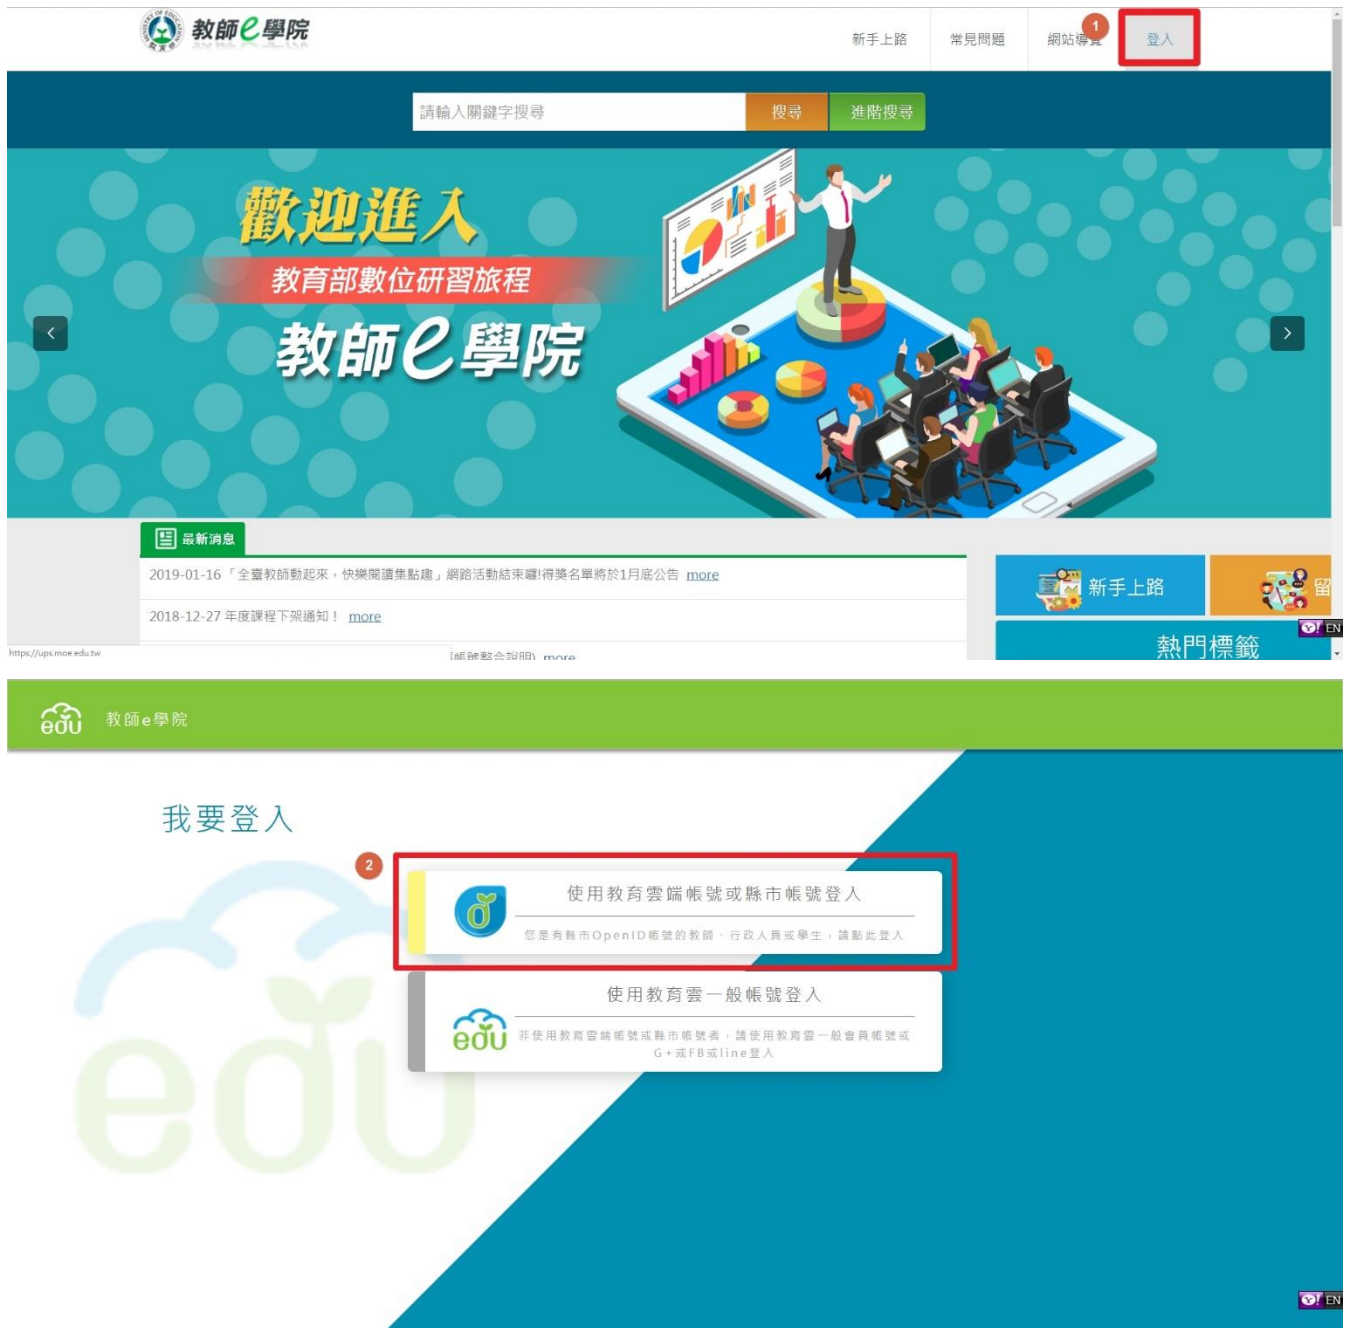 教師e學院
新手上路
常見問題
網站導覽
1
登入
請輸入關鍵字搜尋
搜尋
進階搜尋
歡迎進入
教育部數位研習旅程
教師e學院
最新消息
2019-01-16「全臺教師動起來，快樂閱讀集點趣」網路活動結束囉!得獎名單將於1月底公告 more
2018-12-27 年度課程下架通知！ more
帳號整合說明) more
新手上路
留
熱門標籤
Y! EN
https://ups.moe.edu.tw
edu 教師e學院
我要登入
2
使用教育雲端帳號或縣市帳號登入
您是有縣市OpenID帳號的教師、行政人員或學生，請點此登入
使用教育雲一般帳號登入
edu
非使用教育雲端帳號或縣市帳號者，請使用教育雲一般會員帳號或
G+或FB或line登入
edu
Y! EN